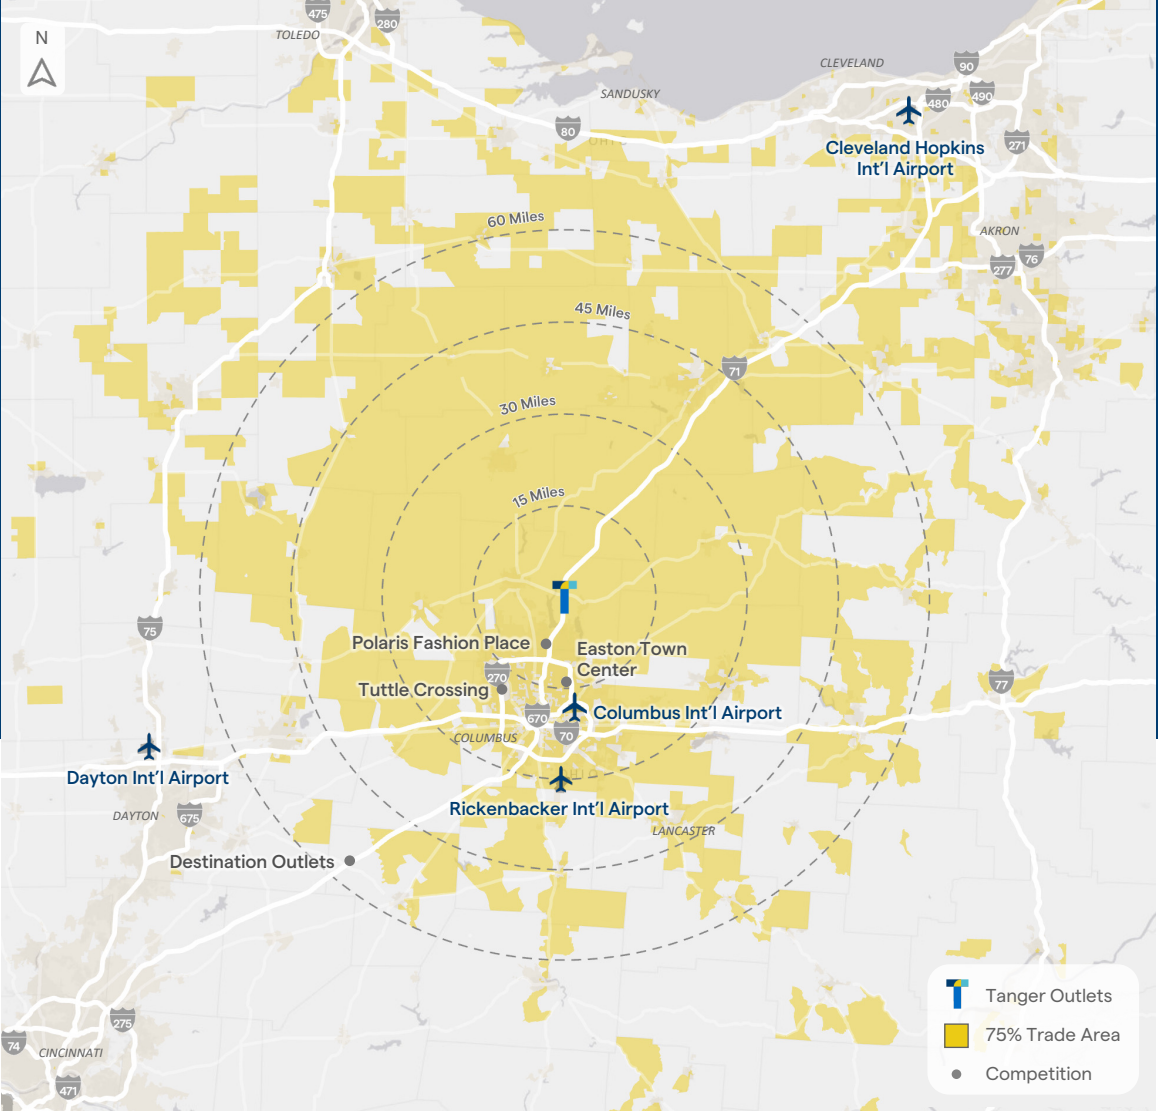 475
280
N
TOLEDO
CLEVELAND
90
SANDUSKY
480
490
80
OHIO
271
Cleveland Hopkins
Int'l Airport
60 Miles
AKRON
76
277
45 Miles
71
30 Miles
15 Miles
75
Polaris Fashion Place
Easton Town
Center
270
Tuttle Crossing
77
670
Columbus Int'l Airport
70
COLUMBUS
Dayton Int'l Airport
OHIO
Rickenbacker Int'l Airport
DAYTON
675
LANCASTER
Destination Outlets
Tanger Outlets
75% Trade Area
Competition
275
74
CINCINNATI
471